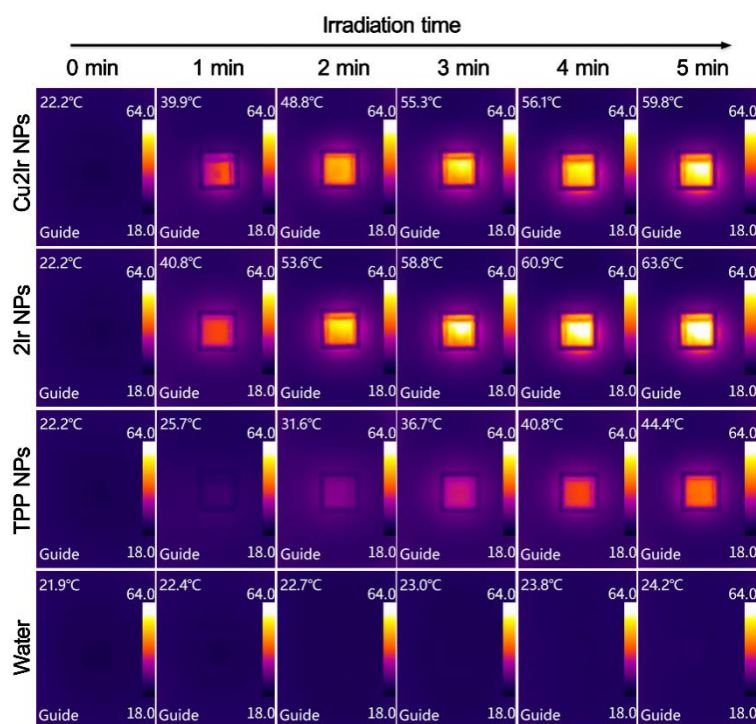 Irradiation time
0 min 1 min 2 min 3 min 4 min 5 min
Cu2Ir NPs
22.2°C 39.9°C 48.8°C 55.3°C 56.1°C 59.8°C
64.0 64.0 64.0 64.0 64.0 64.0
Guide 18.0 Guide 18.0 Guide 18.0 Guide 18.0 Guide 18.0 Guide 18.0
2Ir NPs
22.2°C 40.8°C 53.6°C 58.8°C 60.9°C 63.6°C
64.0 64.0 64.0 64.0 64.0 64.0
Guide 18.0 Guide 18.0 Guide 18.0 Guide 18.0 Guide 18.0 Guide 18.0
TPP NPs
22.2°C 25.7°C 31.6°C 36.7°C 40.8°C 44.4°C
64.0 64.0 64.0 64.0 64.0 64.0
Guide 18.0 Guide 18.0 Guide 18.0 Guide 18.0 Guide 18.0 Guide 18.0
Water
21.9°C 22.4°C 22.7°C 23.0°C 23.8°C 24.2°C
64.0 64.0 64.0 64.0 64.0 64.0
Guide 18.0 Guide 18.0 Guide 18.0 Guide 18.0 Guide 18.0 Guide 18.0